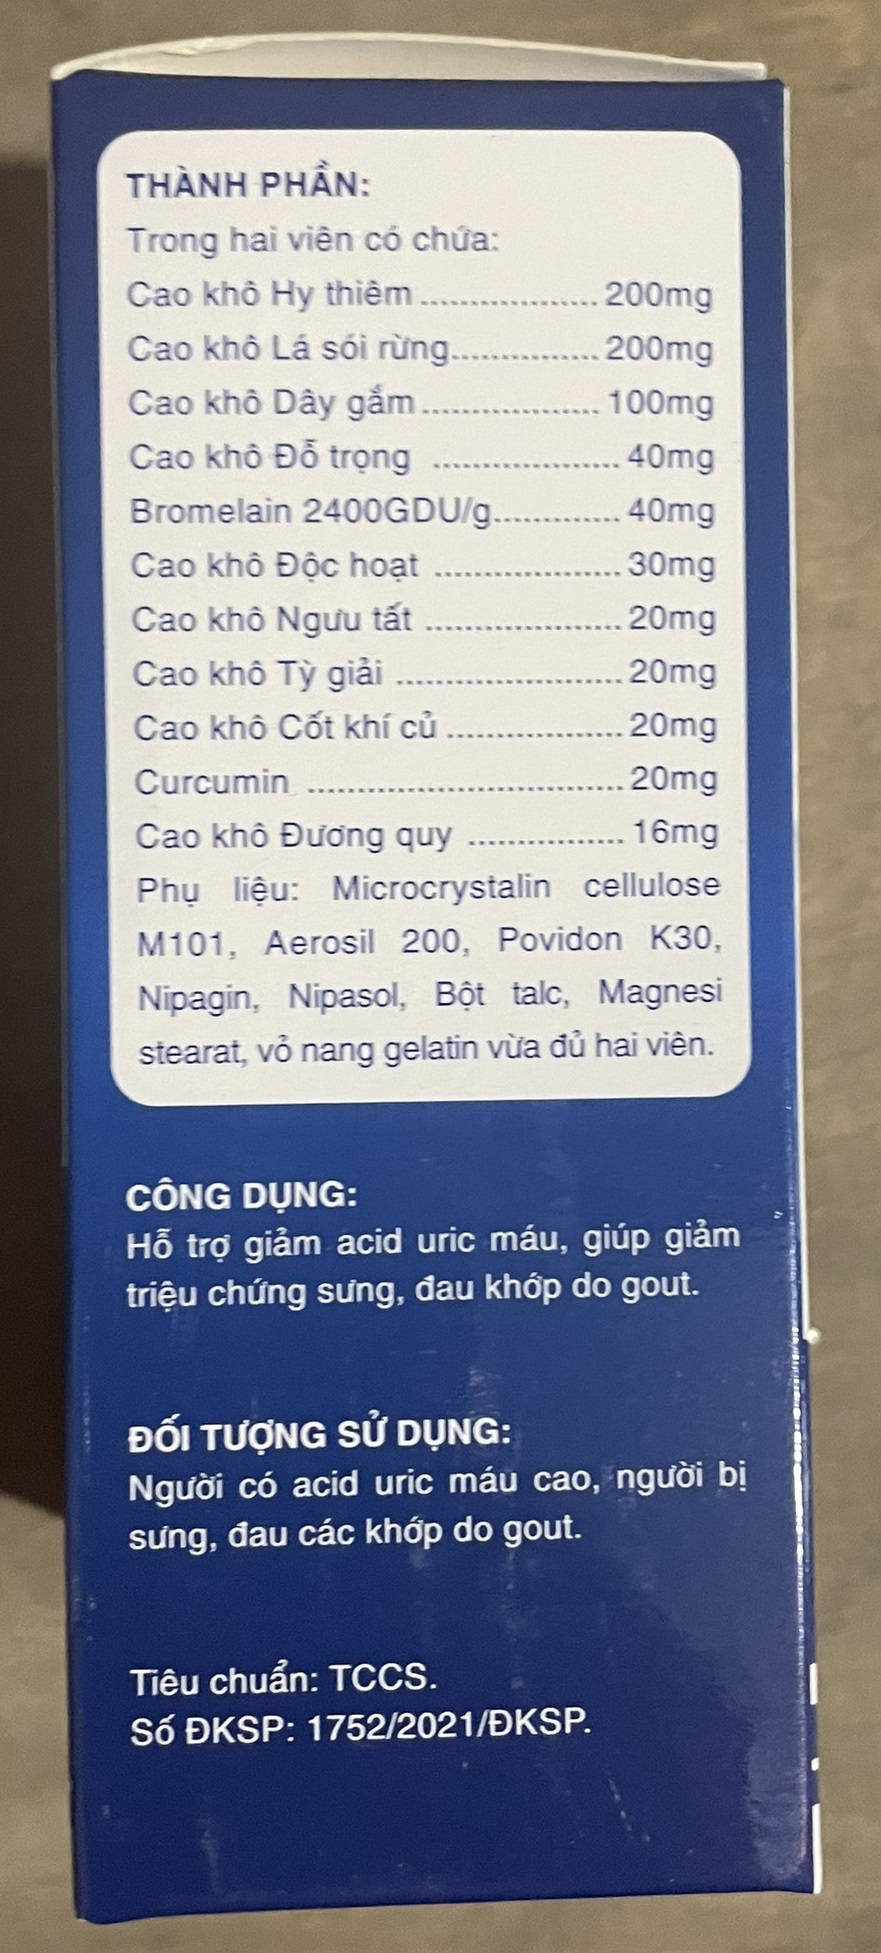 THÀNH PHẦN:
Trong hai viên có chứa:
Cao khô Hy thiêm .................. 200mg
Cao khô Lá sói rừng............... 200mg
Cao khô Dây gắm .................. 100mg
Cao khô Đỗ trọng ................... 40mg
Bromelain 2400GDU/g............. 40mg
Cao khô Độc hoạt ................... 30mg
Cao khô Ngưu tất .................... 20mg
Cao khô Tỳ giải ....................... 20mg
Cao khô Cốt khí củ .................. 20mg
Curcumin ................................ 20mg
Cao khô Đương quy ................ 16mg
Phụ liệu: Microcrystalin cellulose
M101, Aerosil 200, Povidon K30,
Nipagin, Nipasol, Bột talc, Magnesi
stearat, vỏ nang gelatin vừa đủ hai viên.
CÔNG DỤNG:
Hỗ trợ giảm acid uric máu, giúp giảm
triệu chứng sưng, đau khớp do gout.
ĐỐI TƯỢNG SỬ DỤNG:
Người có acid uric máu cao, người bị
sưng, đau các khớp do gout.
Tiêu chuẩn: TCCS.
Số ĐKSP: 1752/2021/ĐKSP.